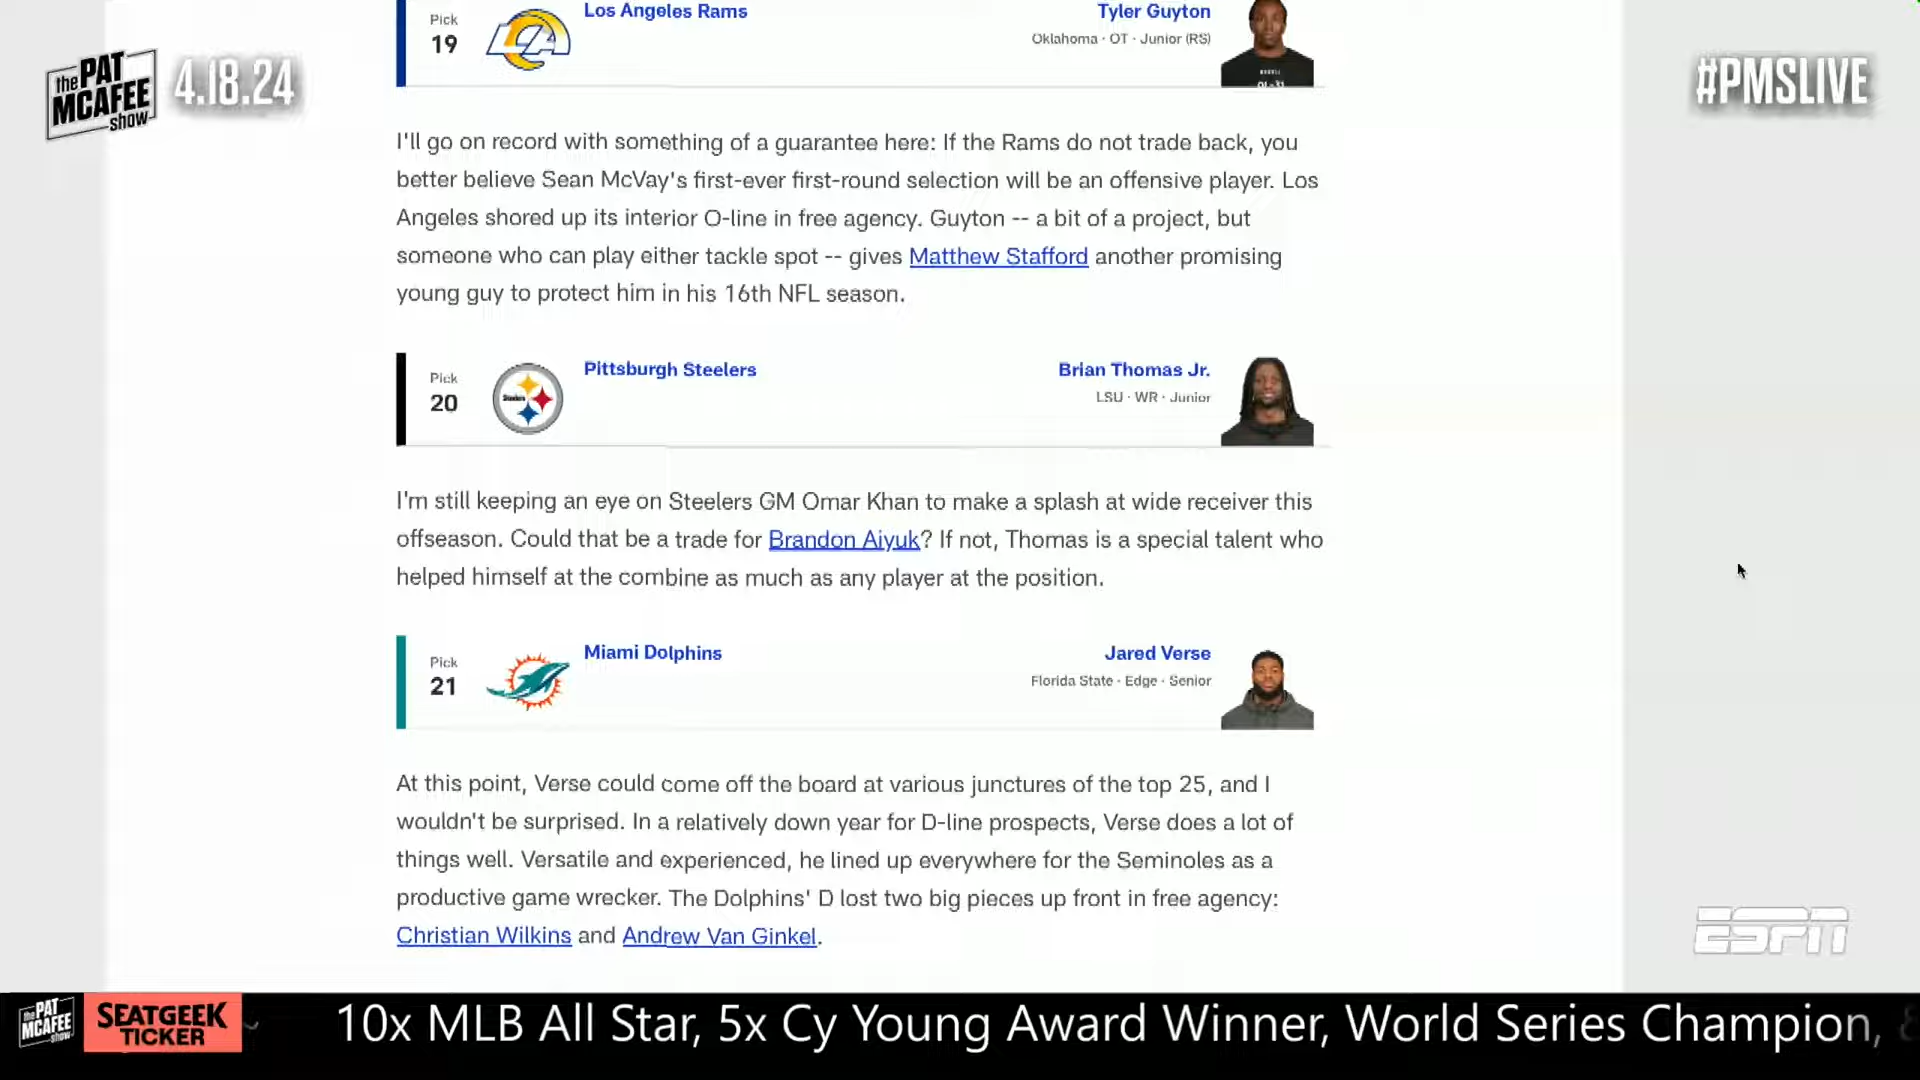 Pick
19
Los Angeles Rams
Tyler Guyton
Oklahoma · OT · Junior (RS)
the PAT
MCAFEE
show
4.18.24
#PMSLIVE
I'll go on record with something of a guarantee here: If the Rams do not trade back, you
better believe Sean McVay's first-ever first-round selection will be an offensive player. Los
Angeles shored up its interior O-line in free agency. Guyton -- a bit of a project, but
someone who can play either tackle spot -- gives Matthew Stafford another promising
young guy to protect him in his 16th NFL season.
Pick
20
Steelers
Pittsburgh Steelers
Brian Thomas Jr.
LSU · WR · Junior
I'm still keeping an eye on Steelers GM Omar Khan to make a splash at wide receiver this
offseason. Could that be a trade for Brandon Aiyuk? If not, Thomas is a special talent who
helped himself at the combine as much as any player at the position.
Pick
21
Miami Dolphins
Jared Verse
Florida State · Edge · Senior
At this point, Verse could come off the board at various junctures of the top 25, and I
wouldn't be surprised. In a relatively down year for D-line prospects, Verse does a lot of
things well. Versatile and experienced, he lined up everywhere for the Seminoles as a
productive game wrecker. The Dolphins' D lost two big pieces up front in free agency:
Christian Wilkins and Andrew Van Ginkel.
ESPN
the PAT
MCAFEE
show
SEATGEEK
TICKER
10x MLB All Star, 5x Cy Young Award Winner, World Series Champion,